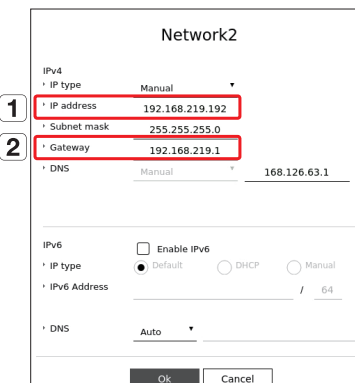 Network2
IPv4
IP type Manual
1 IP address 192.168.219.192
Subnet mask 255.255.255.0
2 Gateway 192.168.219.1
DNS Manual 168.126.63.1
IPv6 Enable IPv6
IP type Default DHCP Manual
IPv6 Address / 64
DNS Auto
Ok Cancel